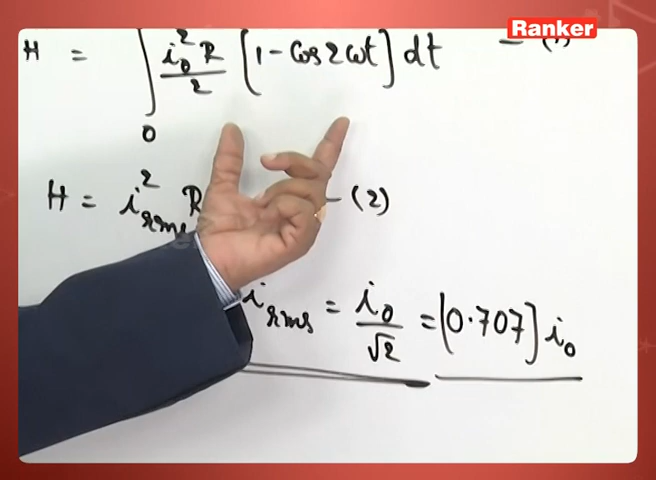 Ranker
H = ∫₀ i₀²R/2 [1 - cos 2ωt] dt - (1)
H = i²rms R - (2)
irms = i₀/√2 = [0.707] i₀